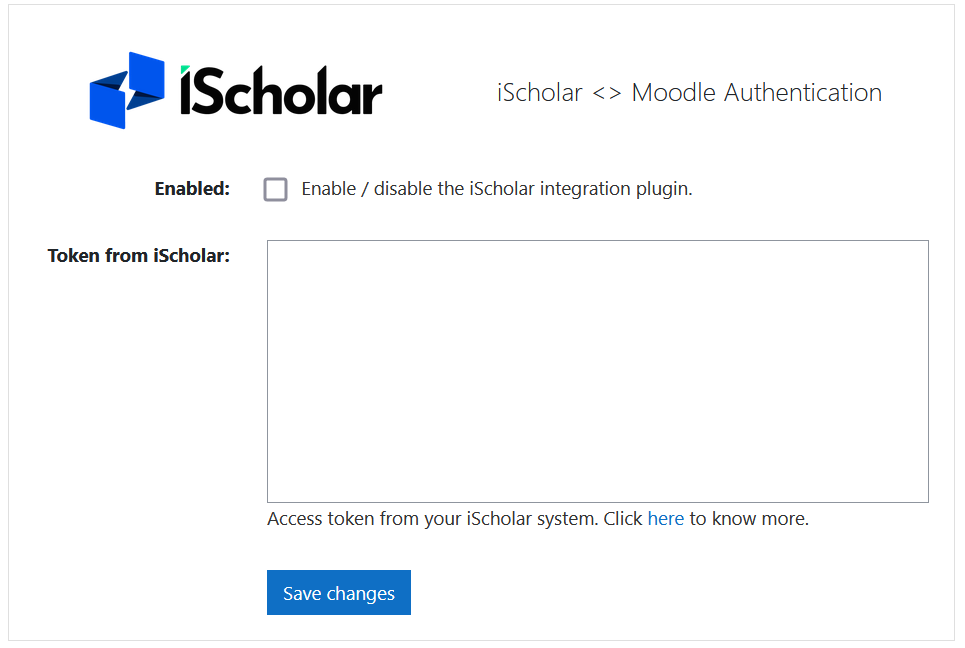 iScholar
iScholar <> Moodle Authentication
Enabled:
Enable / disable the iScholar integration plugin.
Token from iScholar:
Access token from your iScholar system. Click here to know more.
Save changes